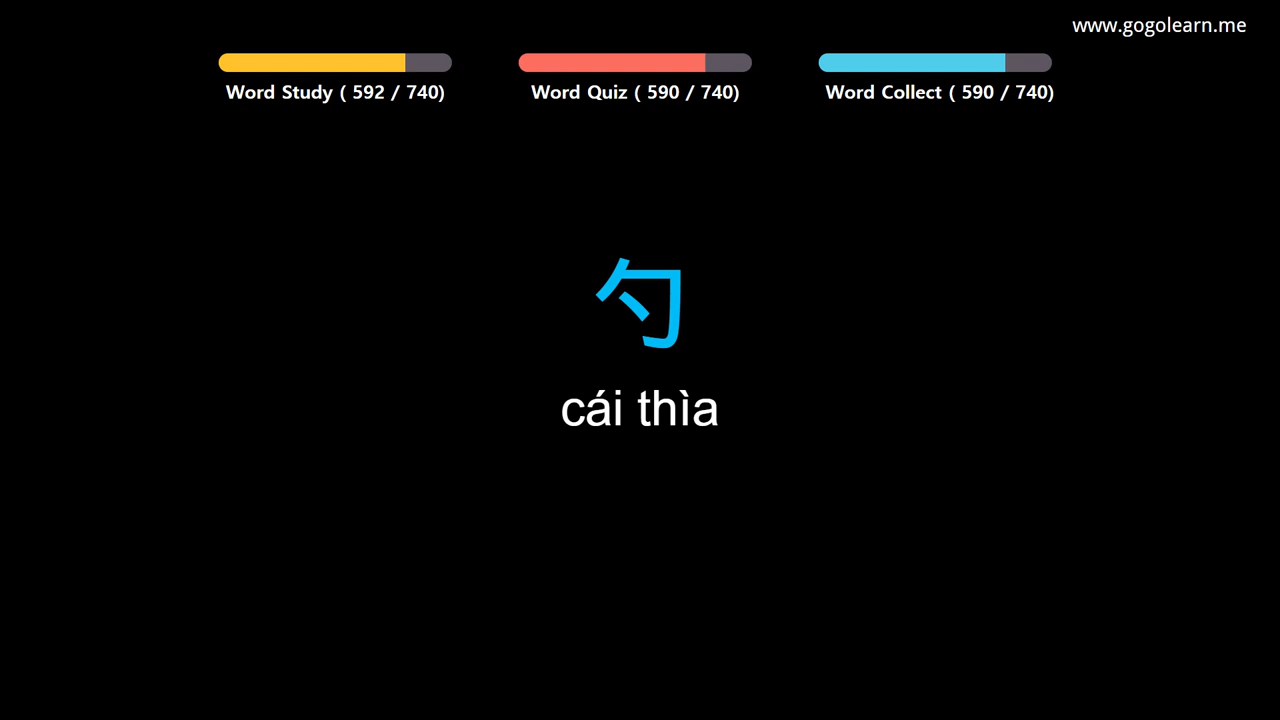 www.gogolearn.me
Word Study ( 592 / 740)
Word Quiz ( 590 / 740)
Word Collect ( 590 / 740)
勺
cái thìa